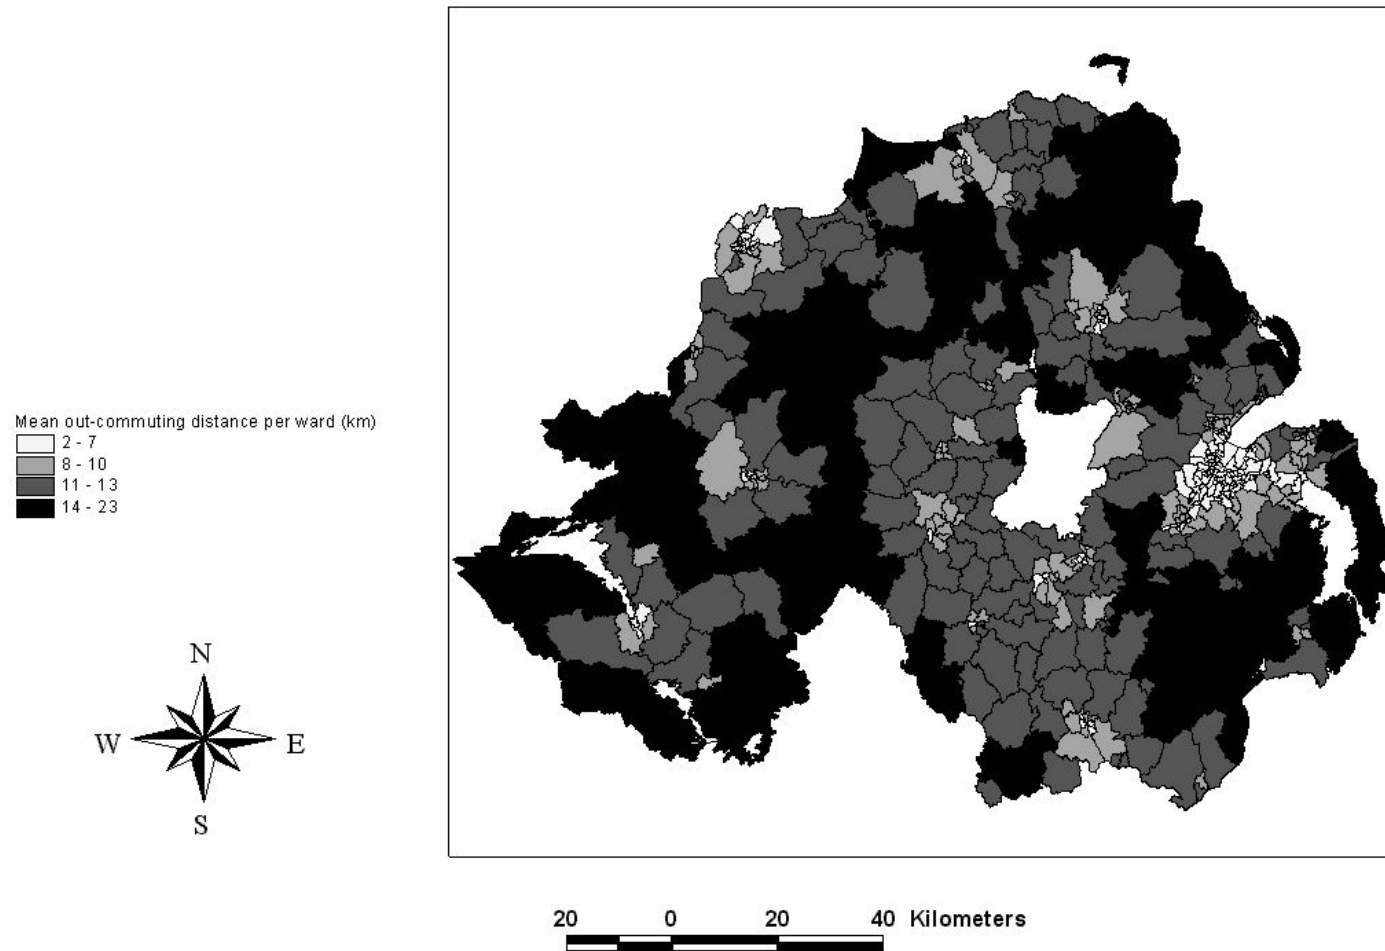 Mean out-commuting distance per ward (km)
2 - 7
8 - 10
11 - 13
14 - 23
N
W E
S
20 0 20 40 Kilometers